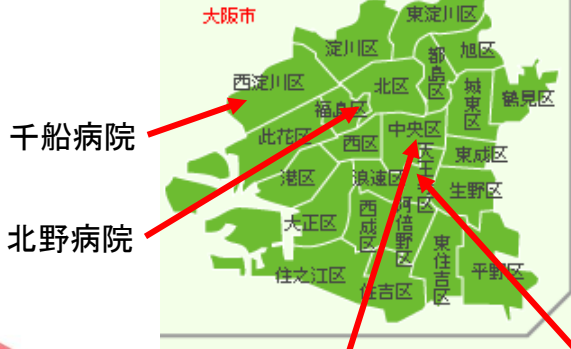 大阪市
東淀川区
淀川区
旭区
都島区
西淀川区
北区
城東区
鶴見区
福島区
千船病院
此花区
西区
中央区
東成区
港区
浪速区
生野区
北野病院
大正区
西成区
阿倍野区
東住吉区
平野区
住之江区
住吉区